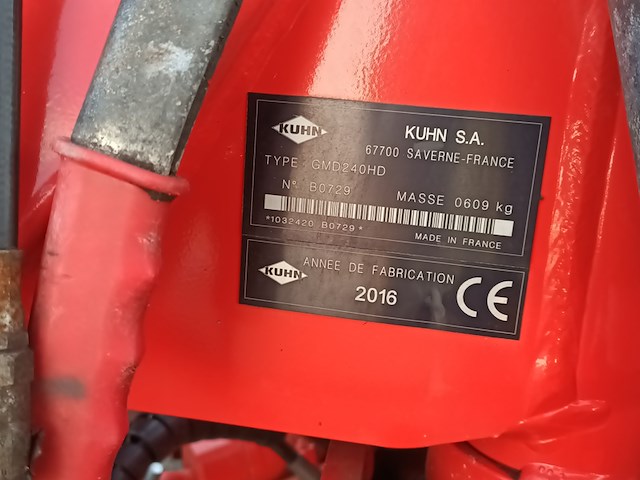 KUHN
KUHN S.A.
67700 SAVERNE-FRANCE
TYPE : GMD240HD
N°. B0729 MASSE 0609 kg
*1032420 B0729*
MADE IN FRANCE
KUHN
ANNEE DE FABRICATION
2016
CE